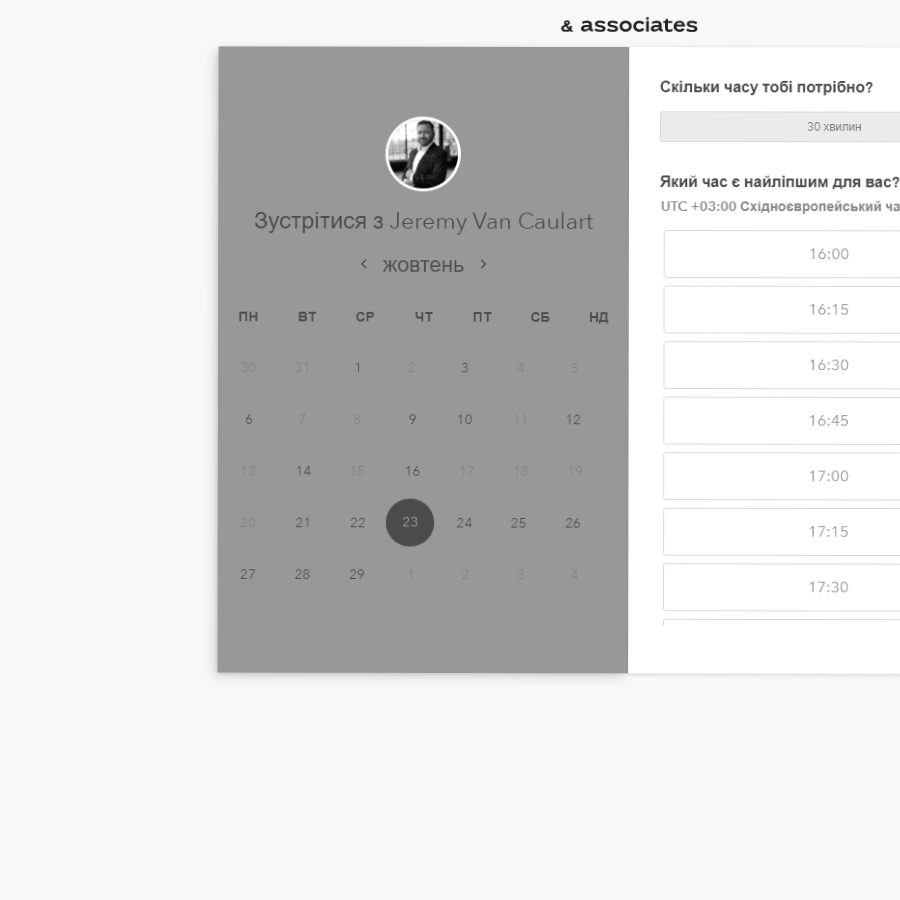 & associates
Зустрітися з Jeremy Van Caulart
жовтень
ПН ВТ СР ЧТ ПТ СБ НД
30 31 1 2 3 4 5
6 7 8 9 10 11 12
13 14 15 16 17 18 19
20 21 22 23 24 25 26
27 28 29 1 2 3 4
Скільки часу тобі потрібно?
30 хвилин
Який час є найліпшим для вас?
UTC +03:00 Східноєвропейський ча
16:00
16:15
16:30
16:45
17:00
17:15
17:30